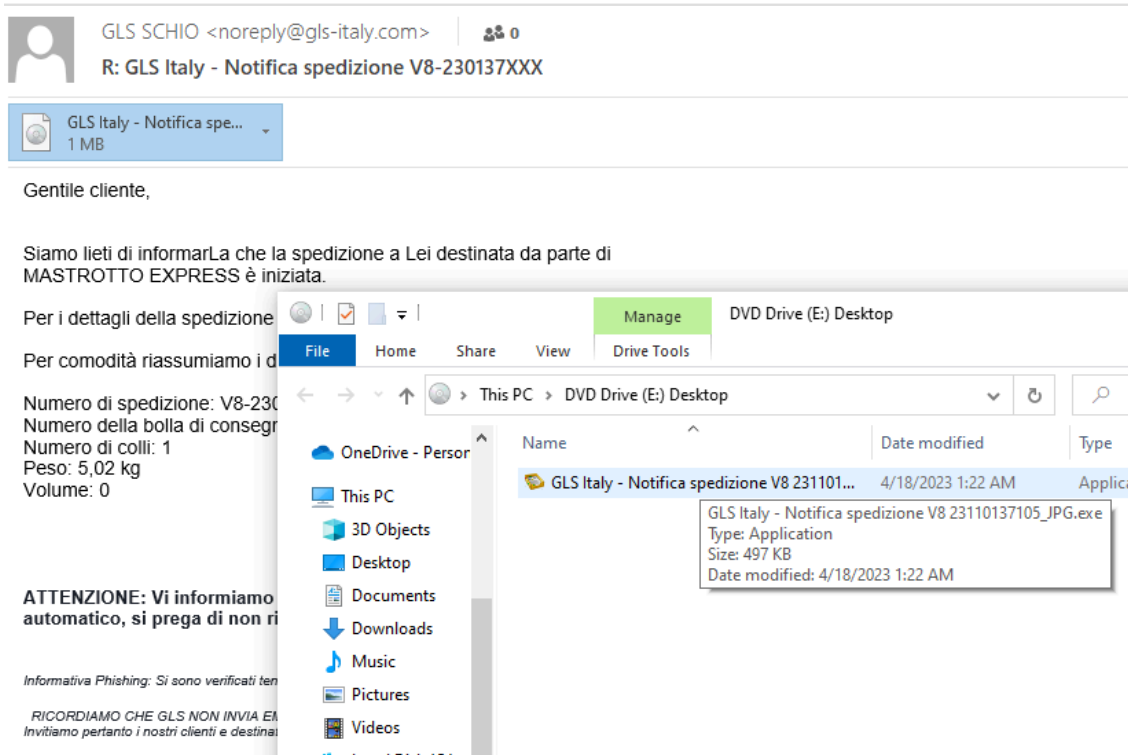 GLS SCHIO <noreply@gls-italy.com>
0
R: GLS Italy - Notifica spedizione V8-230137XXX
GLS Italy - Notifica spe...
1 MB
Gentile cliente,
Siamo lieti di informarLa che la spedizione a Lei destinata da parte di
MASTROTTO EXPRESS è iniziata.
Per i dettagli della spedizione
Per comodità riassumiamo i d
Numero di spedizione: V8-230
Numero della bolla di consegn
Numero di colli: 1
Peso: 5,02 kg
Volume: 0
ATTENZIONE: Vi informiamo
automatico, si prega di non ri
Informativa Phishing: Si sono verificati ten
RICORDIAMO CHE GLS NON INVIA EM
Invitiamo pertanto i nostri clienti e destinat
Manage
DVD Drive (E:) Desktop
File
Home
Share
View
Drive Tools
This PC
DVD Drive (E:) Desktop
Name
Date modified
Type
OneDrive - Person
This PC
3D Objects
Desktop
Documents
Downloads
Music
Pictures
Videos
GLS Italy - Notifica spedizione V8 231101...
4/18/2023 1:22 AM
Applica
GLS Italy - Notifica spedizione V8 23110137105_JPG.exe
Type: Application
Size: 497 KB
Date modified: 4/18/2023 1:22 AM